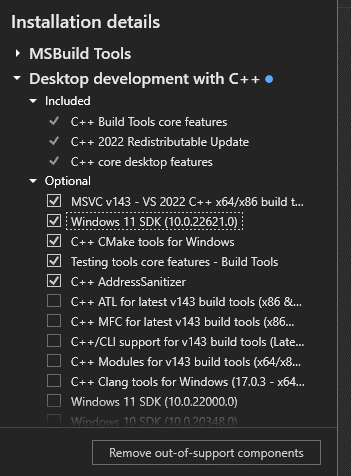 Installation details
MSBuild Tools
Desktop development with C++
Included
C++ Build Tools core features
C++ 2022 Redistributable Update
C++ core desktop features
Optional
MSVC v143 - VS 2022 C++ x64/x86 build t...
Windows 11 SDK (10.0.22621.0)
C++ CMake tools for Windows
Testing tools core features - Build Tools
C++ AddressSanitizer
C++ ATL for latest v143 build tools (x86 &...
C++ MFC for latest v143 build tools (x86...
C++/CLI support for v143 build tools (Late...
C++ Modules for v143 build tools (x64/x8...
C++ Clang tools for Windows (17.0.3 - x64...
Windows 11 SDK (10.0.22000.0)
Windows 10 SDK (10.0.20348.0)
Remove out-of-support components